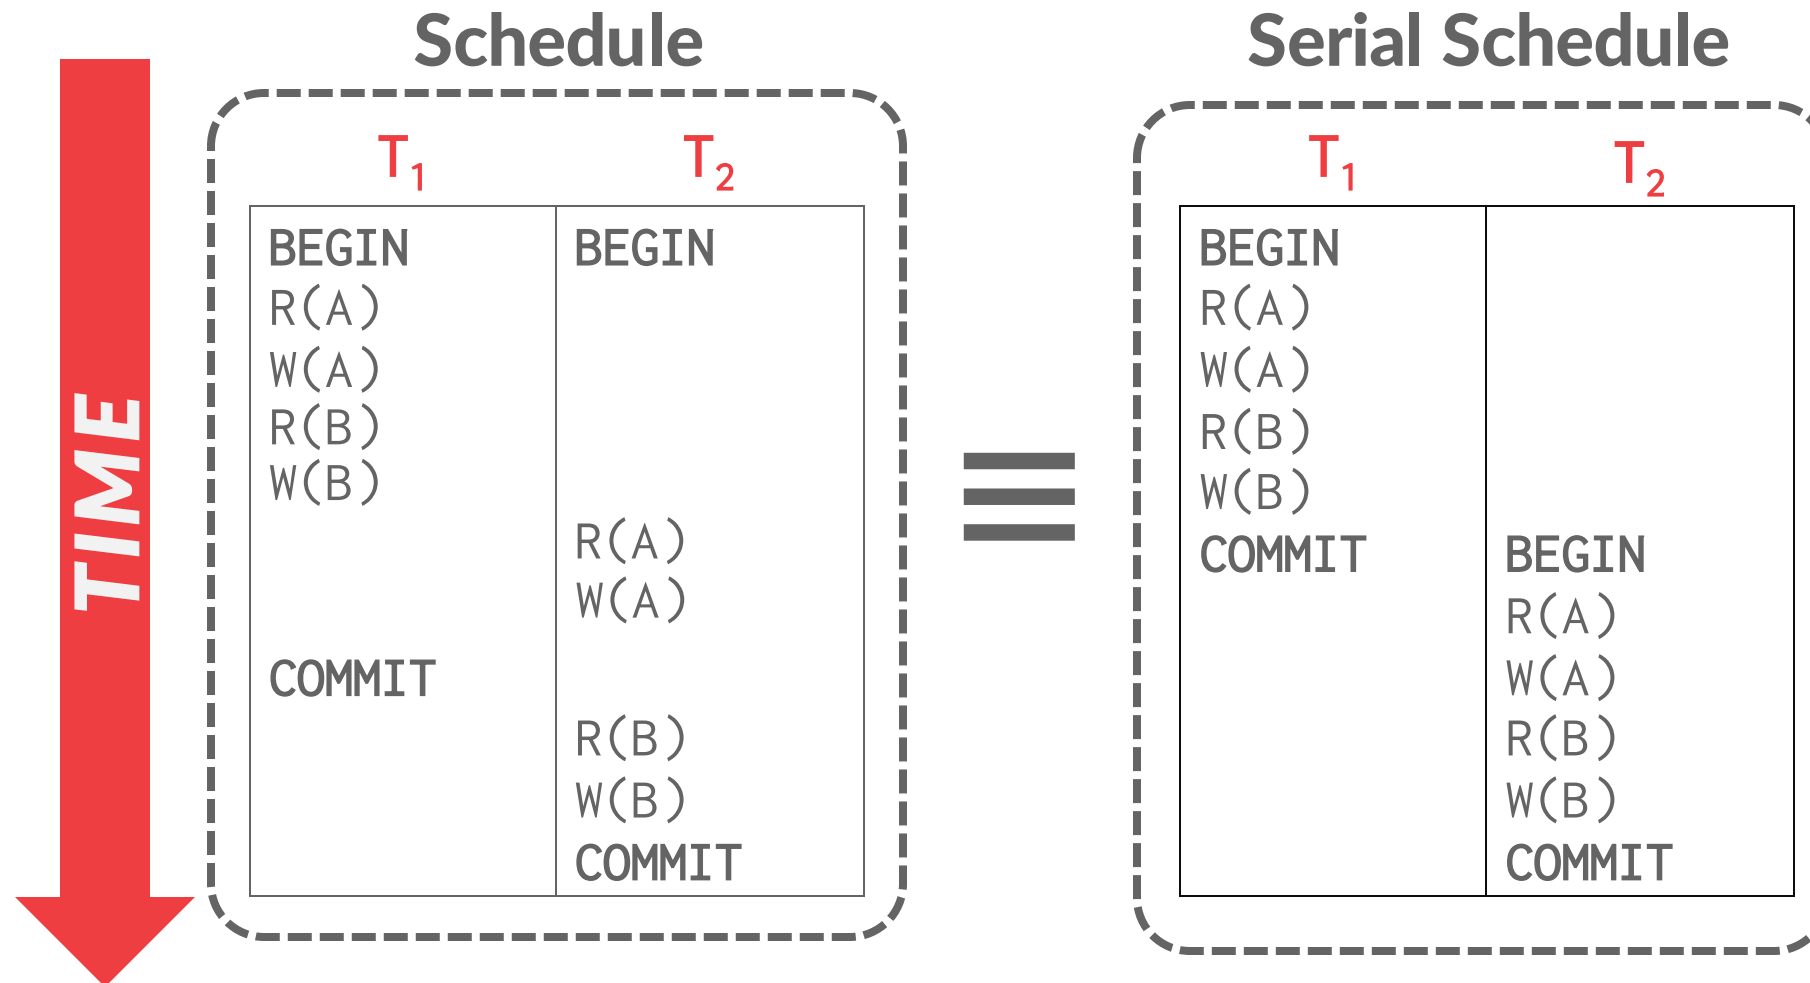 Schedule
Serial Schedule
TIME
T1 T2
BEGIN BEGIN
R(A)
W(A)
R(B)
W(B)
R(A)
W(A)
COMMIT
R(B)
W(B)
COMMIT
≡
T1 T2
BEGIN
R(A)
W(A)
R(B)
W(B)
COMMIT BEGIN
R(A)
W(A)
R(B)
W(B)
COMMIT